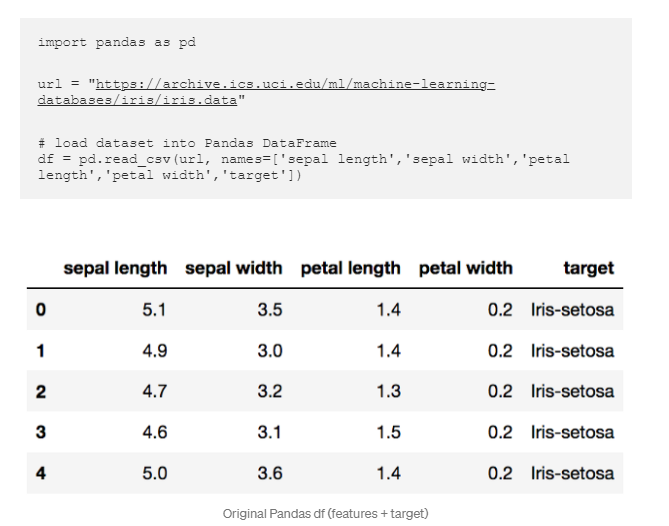 import pandas as pd
url = "https://archive.ics.uci.edu/ml/machine-learning-
databases/iris/iris.data"
# load dataset into Pandas DataFrame
df = pd.read_csv(url, names=['sepal length','sepal width','petal
length','petal width','target'])
sepal length sepal width petal length petal width target
0 5.1 3.5 1.4 0.2 Iris-setosa
1 4.9 3.0 1.4 0.2 Iris-setosa
2 4.7 3.2 1.3 0.2 Iris-setosa
3 4.6 3.1 1.5 0.2 Iris-setosa
4 5.0 3.6 1.4 0.2 Iris-setosa
Original Pandas df (features + target)